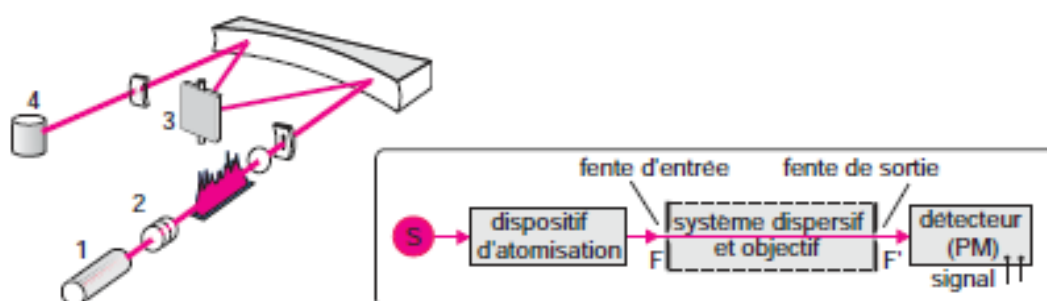 4
3
2
1
fente d'entrée
fente de sortie
S
dispositif
d'atomisation
F
système dispersif
et objectif
F'
détecteur
(PM)
signal